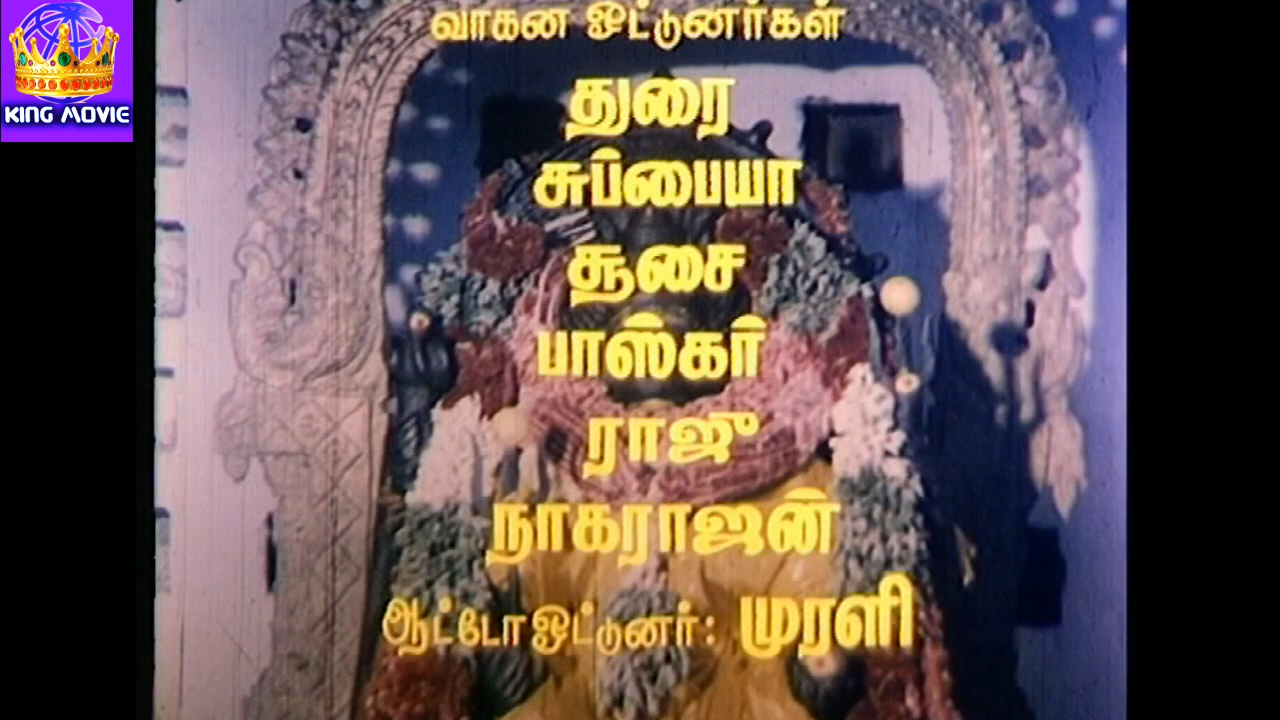 KING MOVIE
வாகன ஓட்டுனர்கள்
துரை
சுப்பையா
சூசை
பாஸ்கர்
ராஜு
நாகராஜன்
ஆட்டோ ஓட்டுனர்: முரளி